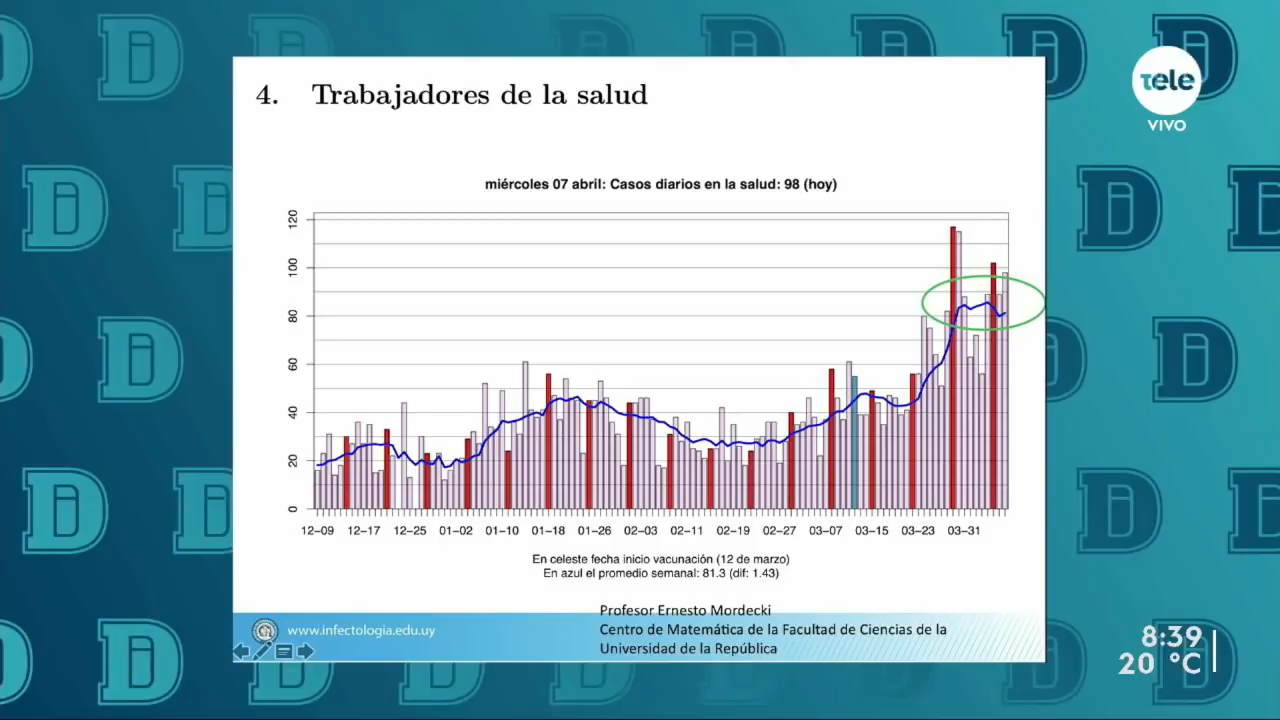 4. Trabajadores de la salud
tele
VIVO
miércoles 07 abril: Casos diarios en la salud: 98 (hoy)
120
100
80
60
40
20
0
12–09 12–17 12–25 01–02 01–10 01–18 01–26 02–03 02–11 02–19 02–27 03–07 03–15 03–23 03–31
En celeste fecha inicio vacunación (12 de marzo)
En azul el promedio semanal: 81.3 (dif: 1.43)
Profesor Ernesto Mordecki
www.infectologia.edu.uy
Centro de Matemática de la Facultad de Ciencias de la
Universidad de la República
8:39
20 °C